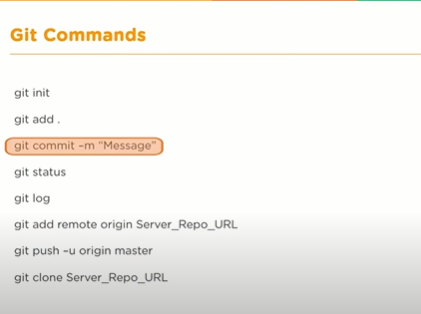 Git Commands
git init
git add .
git commit –m "Message"
git status
git log
git add remote origin Server_Repo_URL
git push –u origin master
git clone Server_Repo_URL